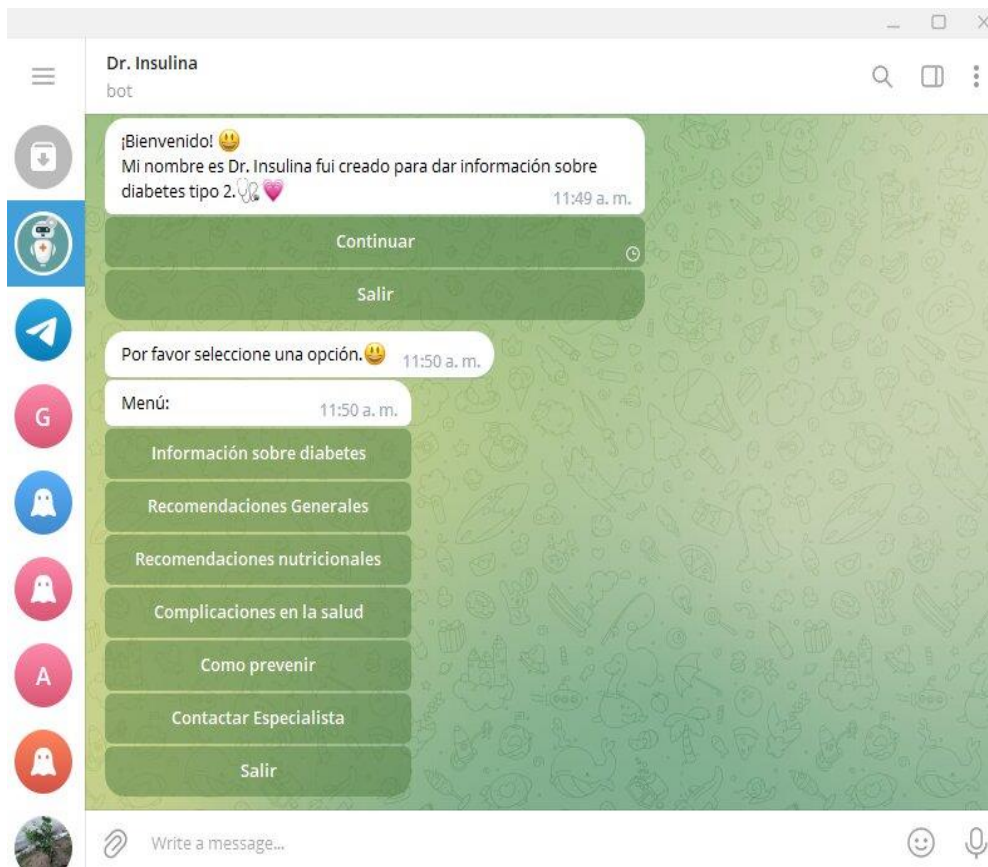 Dr. Insulina
bot
¡Bienvenido! 😃
Mi nombre es Dr. Insulina fui creado para dar información sobre
diabetes tipo 2.🩺💗
11:49 a. m.
Continuar
Salir
Por favor seleccione una opción.😃 11:50 a. m.
Menú: 11:50 a. m.
Información sobre diabetes
G
Recomendaciones Generales
Recomendaciones nutricionales
Complicaciones en la salud
Como prevenir
A
Contactar Especialista
Salir
Write a message...